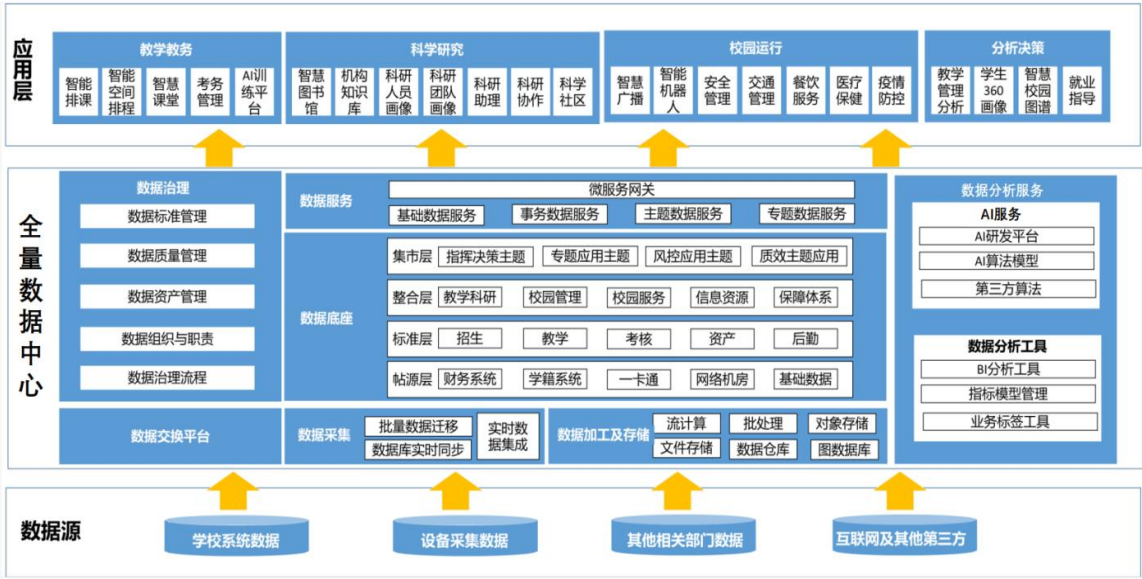 应用层
教学教务
智能
排课
智能
空间
排程
智慧
课堂
考务
管理
AI训
练平
台
科学研究
智慧
图书
馆
机构
知识
库
科研
人员
画像
科研
团队
画像
科研
助理
科研
协作
科学
社区
校园运行
智慧
广播
智能
机器
人
安全
管理
交通
管理
餐饮
服务
医疗
保健
疫情
防控
分析决策
教学
管理
分析
学生
360
画像
智慧
校园
图谱
就业
指导
全量数据中心
数据治理
数据标准管理
数据质量管理
数据资产管理
数据组织与职责
数据治理流程
数据服务
微服务网关
基础数据服务
事务数据服务
主题数据服务
专题数据服务
数据底座
集市层
指挥决策主题
专题应用主题
风控应用主题
质效主题应用
整合层
教学科研
校园管理
校园服务
信息资源
保障体系
标准层
招生
教学
考核
资产
后勤
帖源层
财务系统
学籍系统
一卡通
网络机房
基础数据
数据分析服务
AI服务
AI研发平台
AI算法模型
第三方算法
数据分析工具
BI分析工具
指标模型管理
业务标签工具
数据交换平台
数据采集
批量数据迁移
数据库实时同步
实时数
据集成
数据加工及存储
流计算
批处理
对象存储
文件存储
数据仓库
图数据库
数据源
学校系统数据
设备采集数据
其他相关部门数据
互联网及其他第三方